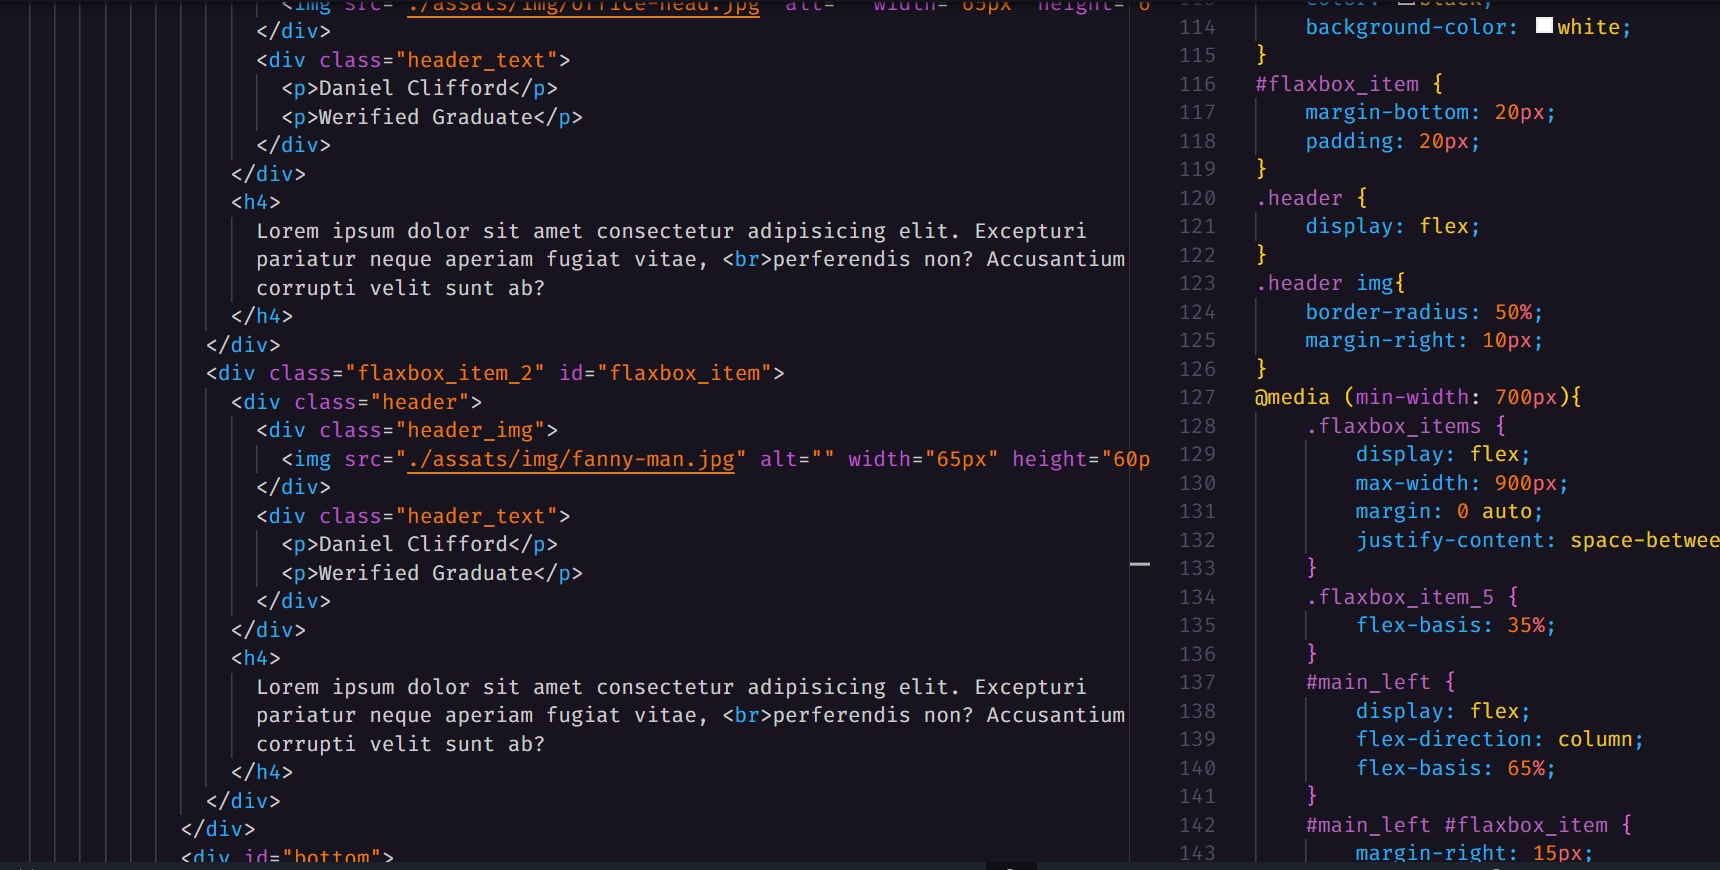 <img src="./assats/img/office-head.jpg" alt="" width="65px" height="6
</div>
<div class="header_text">
<p>Daniel Clifford</p>
<p>Werified Graduate</p>
</div>
</div>
<h4>
Lorem ipsum dolor sit amet consectetur adipisicing elit. Excepturi
pariatur neque aperiam fugiat vitae, <br>perferendis non? Accusantium
corrupti velit sunt ab?
</h4>
</div>
<div class="flaxbox_item_2" id="flaxbox_item">
<div class="header">
<div class="header_img">
<img src="./assats/img/fanny-man.jpg" alt="" width="65px" height="60p
</div>
<div class="header_text">
<p>Daniel Clifford</p>
<p>Werified Graduate</p>
</div>
</div>
<h4>
Lorem ipsum dolor sit amet consectetur adipisicing elit. Excepturi
pariatur neque aperiam fugiat vitae, <br>perferendis non? Accusantium
corrupti velit sunt ab?
</h4>
</div>
</div>
<div id="bottom">
113 color: black;
114 background-color: white;
115 }
116 #flaxbox_item {
117 margin-bottom: 20px;
118 padding: 20px;
119 }
120 .header {
121 display: flex;
122 }
123 .header img{
124 border-radius: 50%;
125 margin-right: 10px;
126 }
127 @media (min-width: 700px){
128 .flaxbox_items {
129 display: flex;
130 max-width: 900px;
131 margin: 0 auto;
132 justify-content: space-betwee
133 }
134 .flaxbox_item_5 {
135 flex-basis: 35%;
136 }
137 #main_left {
138 display: flex;
139 flex-direction: column;
140 flex-basis: 65%;
141 }
142 #main_left #flaxbox_item {
143 margin-right: 15px;